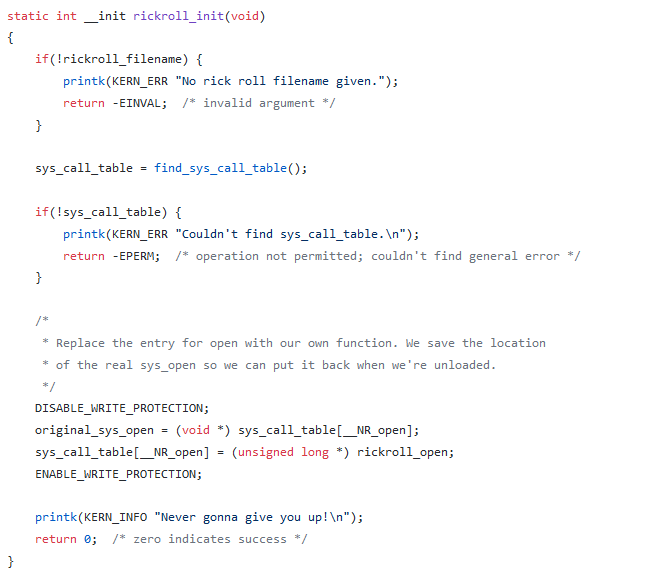 static int __init rickroll_init(void)
{
    if(!rickroll_filename) {
        printk(KERN_ERR "No rick roll filename given.");
        return -EINVAL;  /* invalid argument */
    }

    sys_call_table = find_sys_call_table();

    if(!sys_call_table) {
        printk(KERN_ERR "Couldn't find sys_call_table.\n");
        return -EPERM;  /* operation not permitted; couldn't find general error */
    }

    /*
     * Replace the entry for open with our own function. We save the location
     * of the real sys_open so we can put it back when we're unloaded.
     */
    DISABLE_WRITE_PROTECTION;
    original_sys_open = (void *) sys_call_table[__NR_open];
    sys_call_table[__NR_open] = (unsigned long *) rickroll_open;
    ENABLE_WRITE_PROTECTION;

    printk(KERN_INFO "Never gonna give you up!\n");
    return 0;  /* zero indicates success */
}